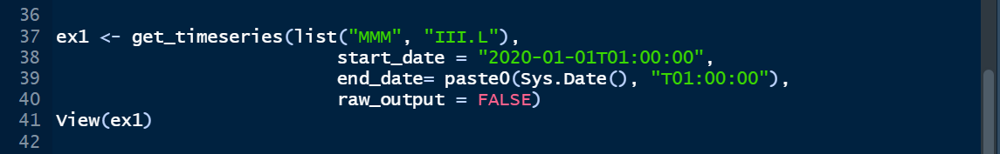 36
37 ex1 <- get_timeseries(list("MMM", "III.L"),
38 start_date = "2020-01-01T01:00:00",
39 end_date= paste0(Sys.Date(), "T01:00:00"),
40 raw_output = FALSE)
41 View(ex1)
42